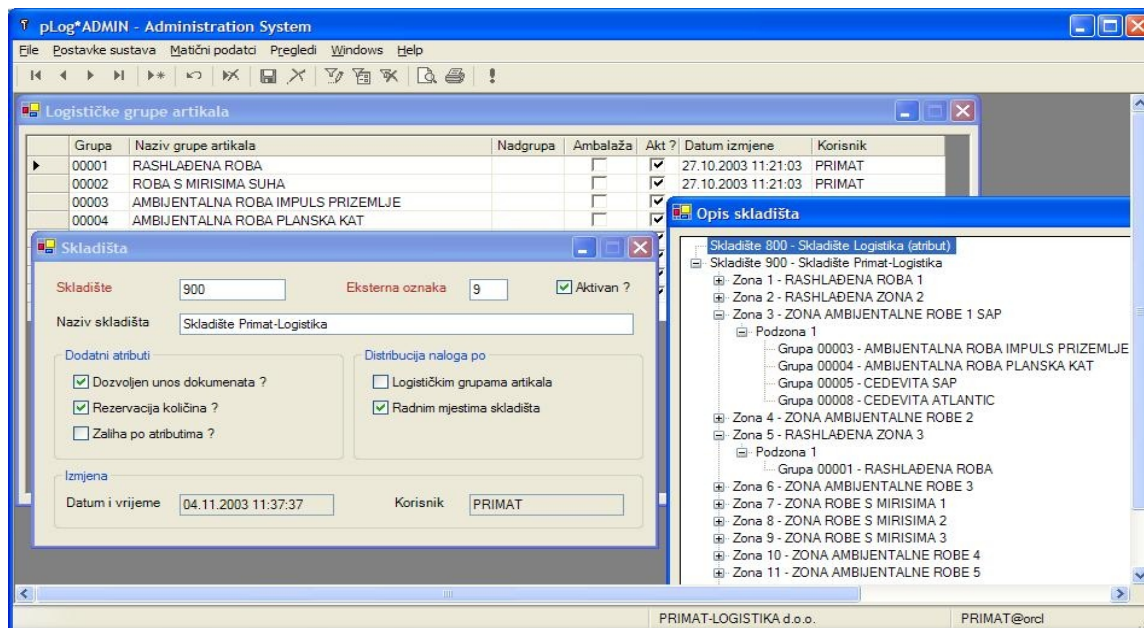 pLog*ADMIN - Administration System
File Postavke sustava Matični podatci Pregledi Windows Help
Logističke grupe artikala
Grupa Naziv grupe artikala Nadgrupa Ambalaža Akt ? Datum izmjene Korisnik
00001 RASHLAĐENA ROBA 27.10.2003 11:21:03 PRIMAT
00002 ROBA S MIRISIMA SUHA 27.10.2003 11:21:03 PRIMAT
00003 AMBIJENTALNA ROBA IMPULS PRIZEMLJE
00004 AMBIJENTALNA ROBA PLANSKA KAT
Skladišta
Skladište 900 Eksterna oznaka 9 Aktivan ?
Naziv skladišta Skladište Primat-Logistika
Dodatni atributi
Dozvoljen unos dokumenata ?
Rezervacija količina ?
Zaliha po atributima ?
Distribucija naloga po
Logističkim grupama artikala
Radnim mjestima skladišta
Izmjena
Datum i vrijeme 04.11.2003 11:37:37 Korisnik PRIMAT
Opis skladišta
Skladište 800 - Skladište Logistika (atribut)
Skladište 900 - Skladište Primat-Logistika
Zona 1 - RASHLAĐENA ROBA 1
Zona 2 - RASHLAĐENA ZONA 2
Zona 3 - ZONA AMBIJENTALNE ROBE 1 SAP
Podzona 1
Grupa 00003 - AMBIJENTALNA ROBA IMPULS PRIZEMLJE
Grupa 00004 - AMBIJENTALNA ROBA PLANSKA KAT
Grupa 00005 - CEDEVITA SAP
Grupa 00008 - CEDEVITA ATLANTIC
Zona 4 - ZONA AMBIJENTALNE ROBE 2
Zona 5 - RASHLAĐENA ZONA 3
Podzona 1
Grupa 00001 - RASHLAĐENA ROBA
Zona 6 - ZONA AMBIJENTALNE ROBE 3
Zona 7 - ZONA ROBE S MIRISIMA 1
Zona 8 - ZONA ROBE S MIRISIMA 2
Zona 9 - ZONA ROBE S MIRISIMA 3
Zona 10 - ZONA AMBIJENTALNE ROBE 4
Zona 11 - ZONA AMBIJENTALNE ROBE 5
PRIMAT-LOGISTIKA d.o.o. PRIMAT@orcl